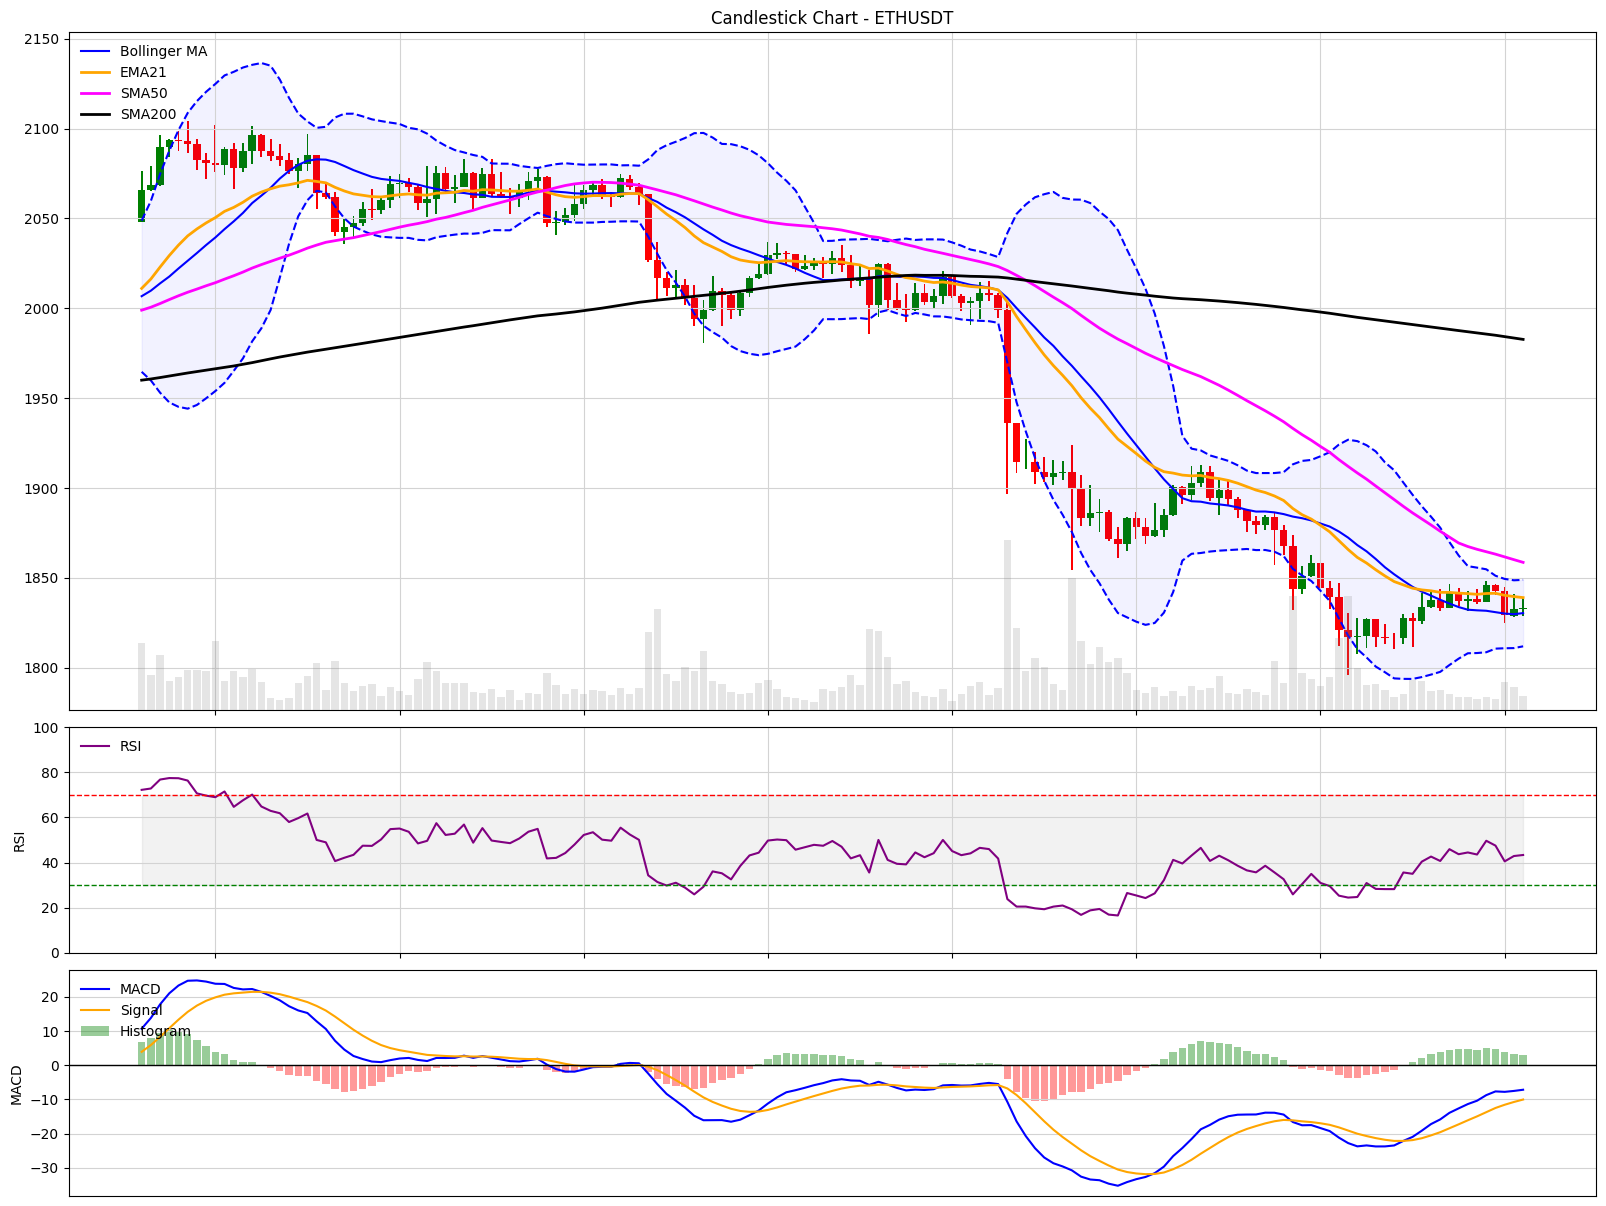 Candlestick Chart - ETHUSDT
2150
2100
2050
2000
1950
1900
1850
1800
Bollinger MA
EMA21
SMA50
SMA200
100
80
60
40
20
0
RSI
RSI
20
10
0
−10
−20
−30
MACD
MACD
Signal
Histogram